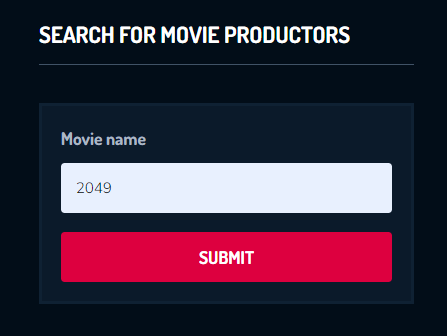 SEARCH FOR MOVIE PRODUCTORS
Movie name
2049
SUBMIT